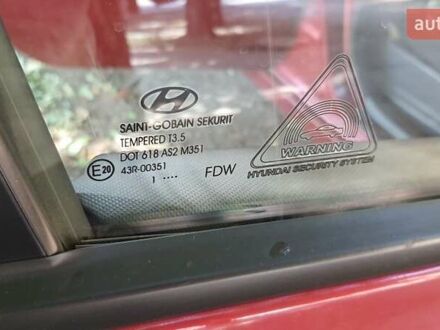 auto
SAINT-GOBAIN SEKURIT
TEMPERED T3.5
DOT 618 AS2 M351
E20 43R-00351
1 .... FDW
WARNING
HYUNDAI SECURITY SYSTEM